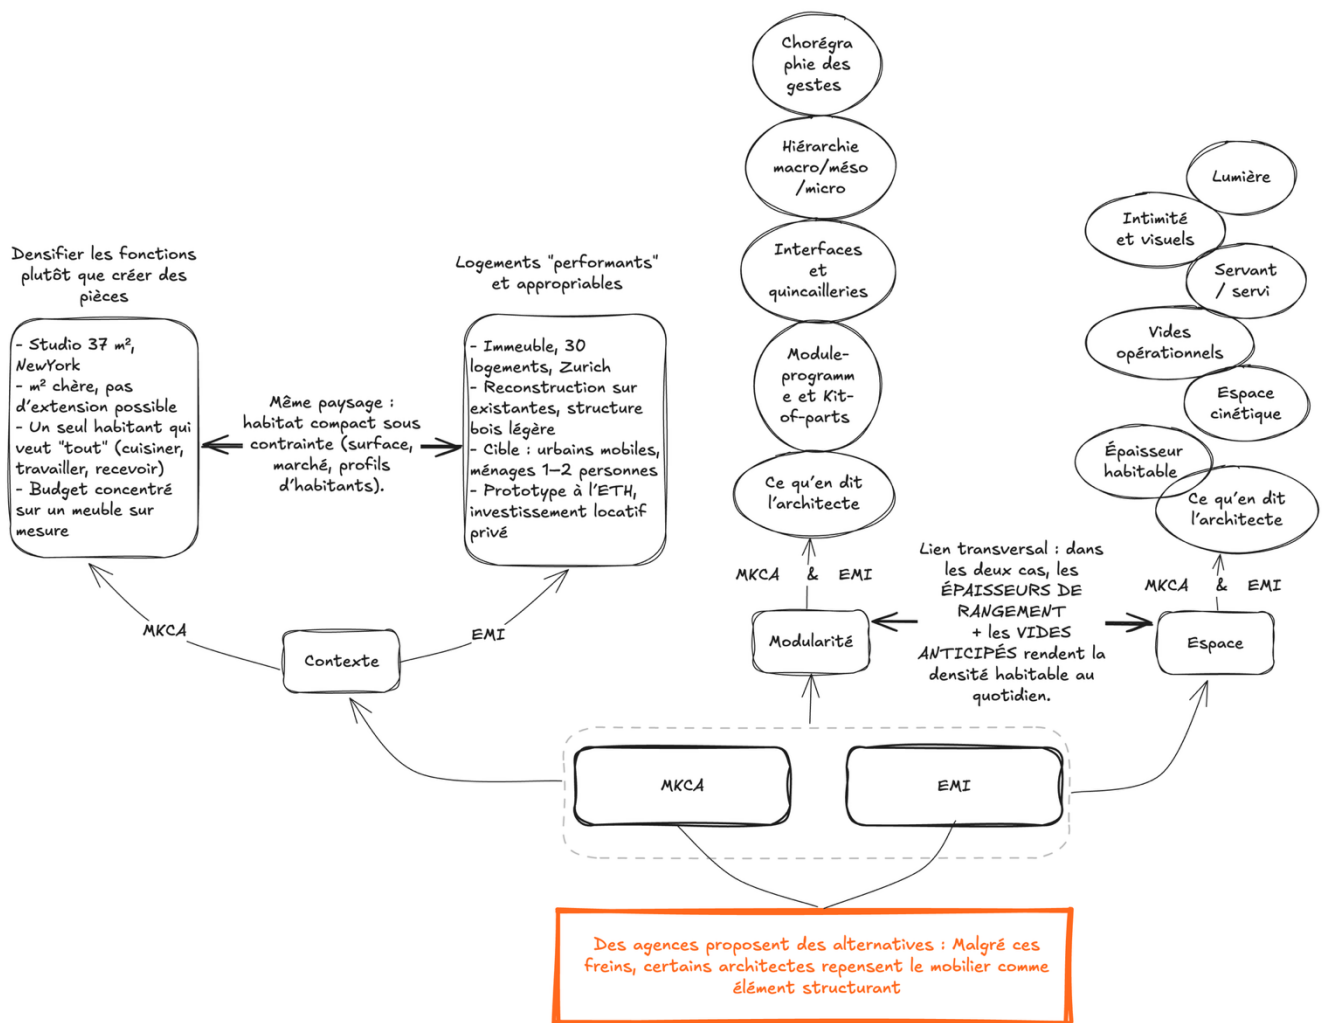 Densifier les fonctions
plutôt que créer des
pièces
- Studio 37 m²,
NewYork
- m² chère, pas
d'extension possible
- Un seul habitant qui
veut "tout" (cuisiner,
travailler, recevoir)
- Budget concentré
sur un meuble sur
mesure
Même paysage :
habitat compact sous
contrainte (surface,
marché, profils
d'habitants).
Logements "performants"
et appropriables
- Immeuble, 30
logements, Zurich
- Reconstruction sur
existantes, structure
bois légère
- Cible : urbains mobiles,
ménages 1–2 personnes
- Prototype à l'ETH,
investissement locatif
privé
MKCA
EMI
Contexte
Chorégra
phie des
gestes
Hiérarchie
macro/méso
/micro
Interfaces
et
quincailleries
Module-
programm
e et Kit-
of-parts
Ce qu'en dit
l'architecte
MKCA & EMI
Modularité
Lien transversal : dans
les deux cas, les
ÉPAISSEURS DE
RANGEMENT
+ les VIDES
ANTICIPÉS rendent la
densité habitable au
quotidien.
Lumière
Intimité
et visuels
Servant
/ servi
Vides
opérationnels
Espace
cinétique
Épaisseur
habitable
Ce qu'en dit
l'architecte
MKCA & EMI
Espace
MKCA
EMI
Des agences proposent des alternatives : Malgré ces
freins, certains architectes repensent le mobilier comme
élément structurant